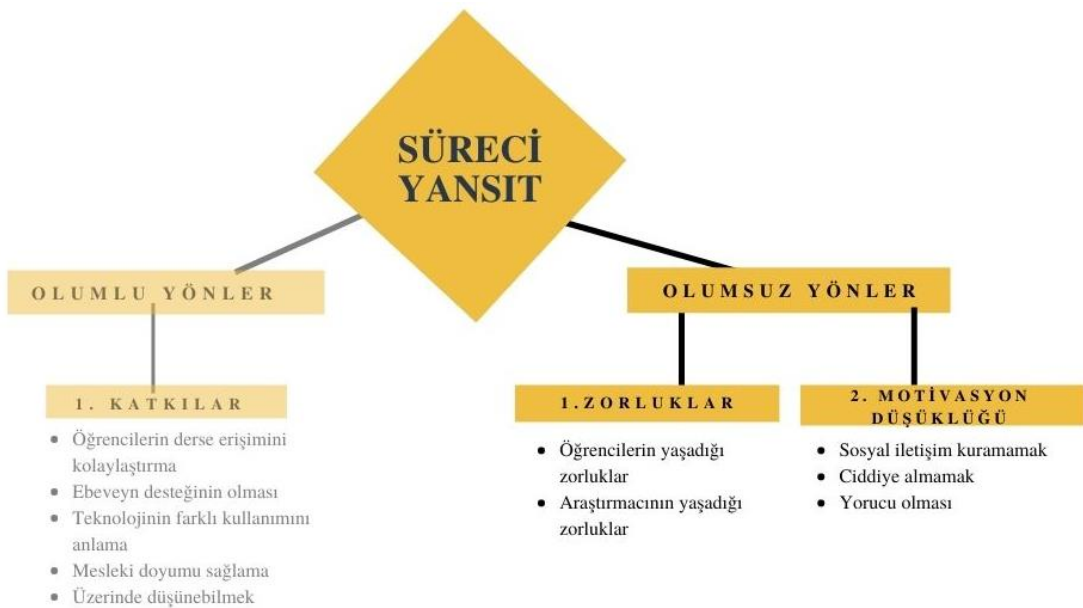 SÜRECİ
YANSIT
OLUMLU YÖNLER
1. KATKILAR
• Öğrencilerin derse erişimini
kolaylaştırma
• Ebeveyn desteğinin olması
• Teknolojinin farklı kullanımını
anlama
• Mesleki doyumu sağlama
• Üzerinde düşünebilmek
OLUMSUZ YÖNLER
1.ZORLUKLAR
• Öğrencilerin yaşadığı
zorluklar
• Araştırmacının yaşadığı
zorluklar
2. MOTİVASYON
DÜŞÜKLÜĞÜ
• Sosyal iletişim kuramamak
• Ciddiye almamak
• Yorucu olması